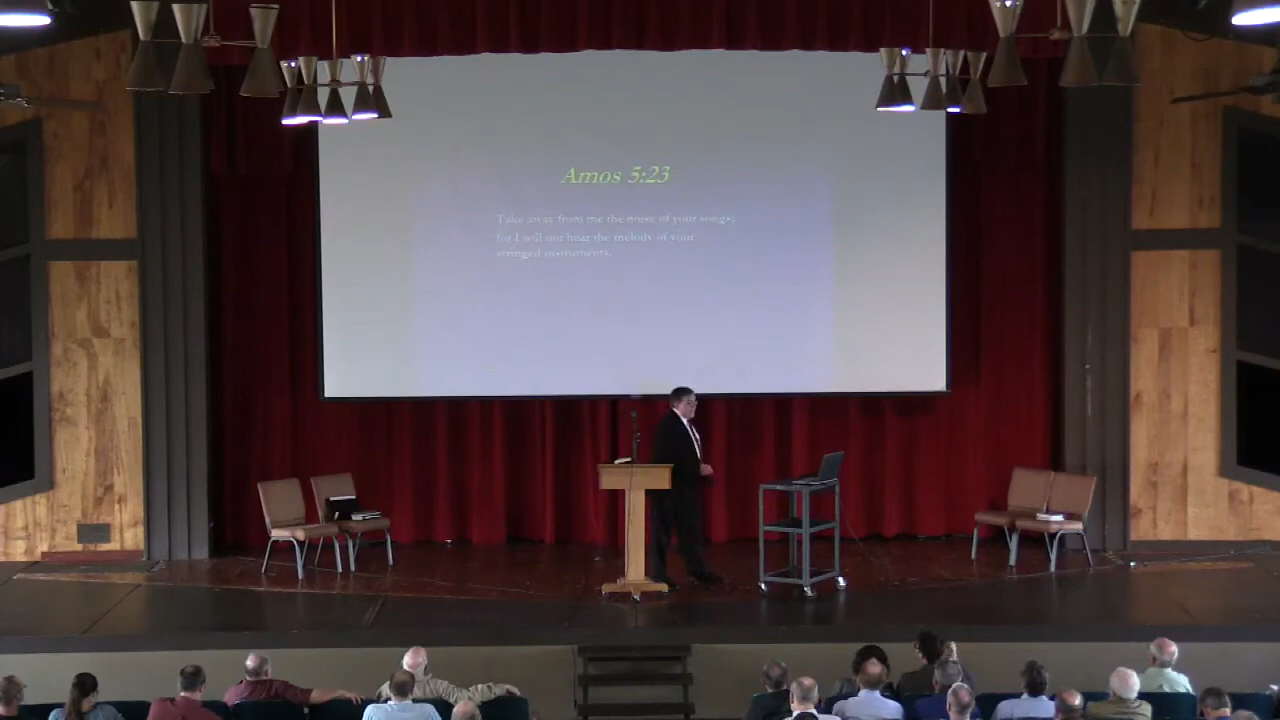 Amos 5:23
Take away from me the noise of your songs;
for I will not hear the melody of your
stringed instruments.